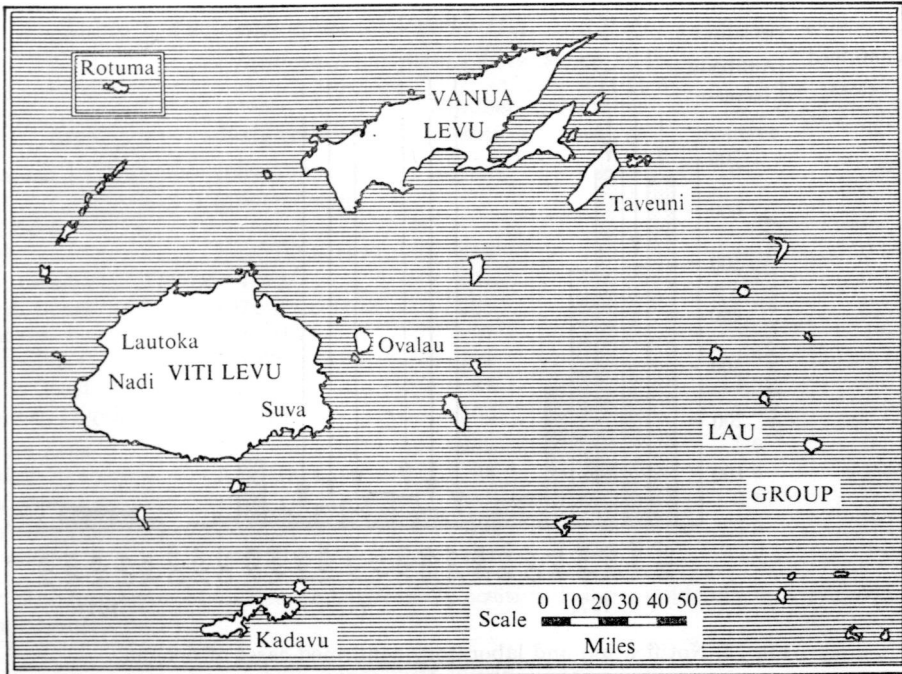 Rotuma
VANUA
LEVU
Taveuni
Lautoka
Ovalau
Nadi VITI LEVU
Suva
LAU
GROUP
Scale 0 10 20 30 40 50
Miles
Kadavu